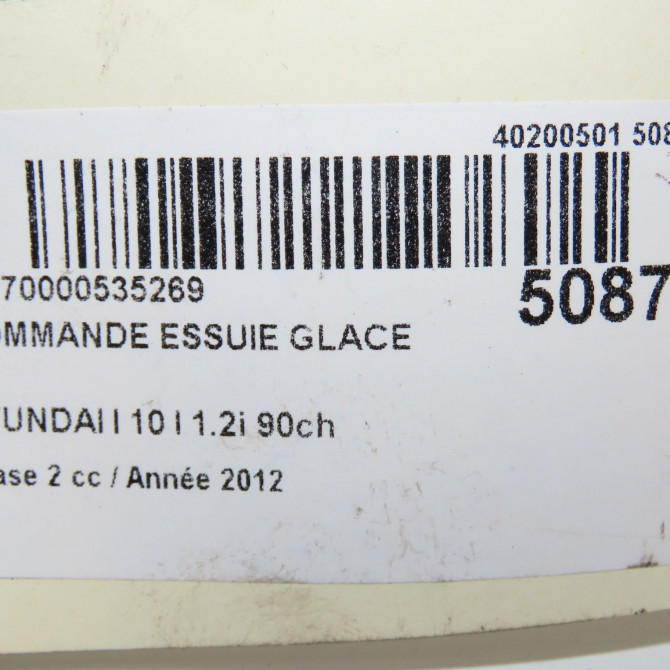 40200501 508
70000535269
5087
OMMANDE ESSUIE GLACE
UNDAI I 10 I 1.2i 90ch
ase 2 cc / Année 2012